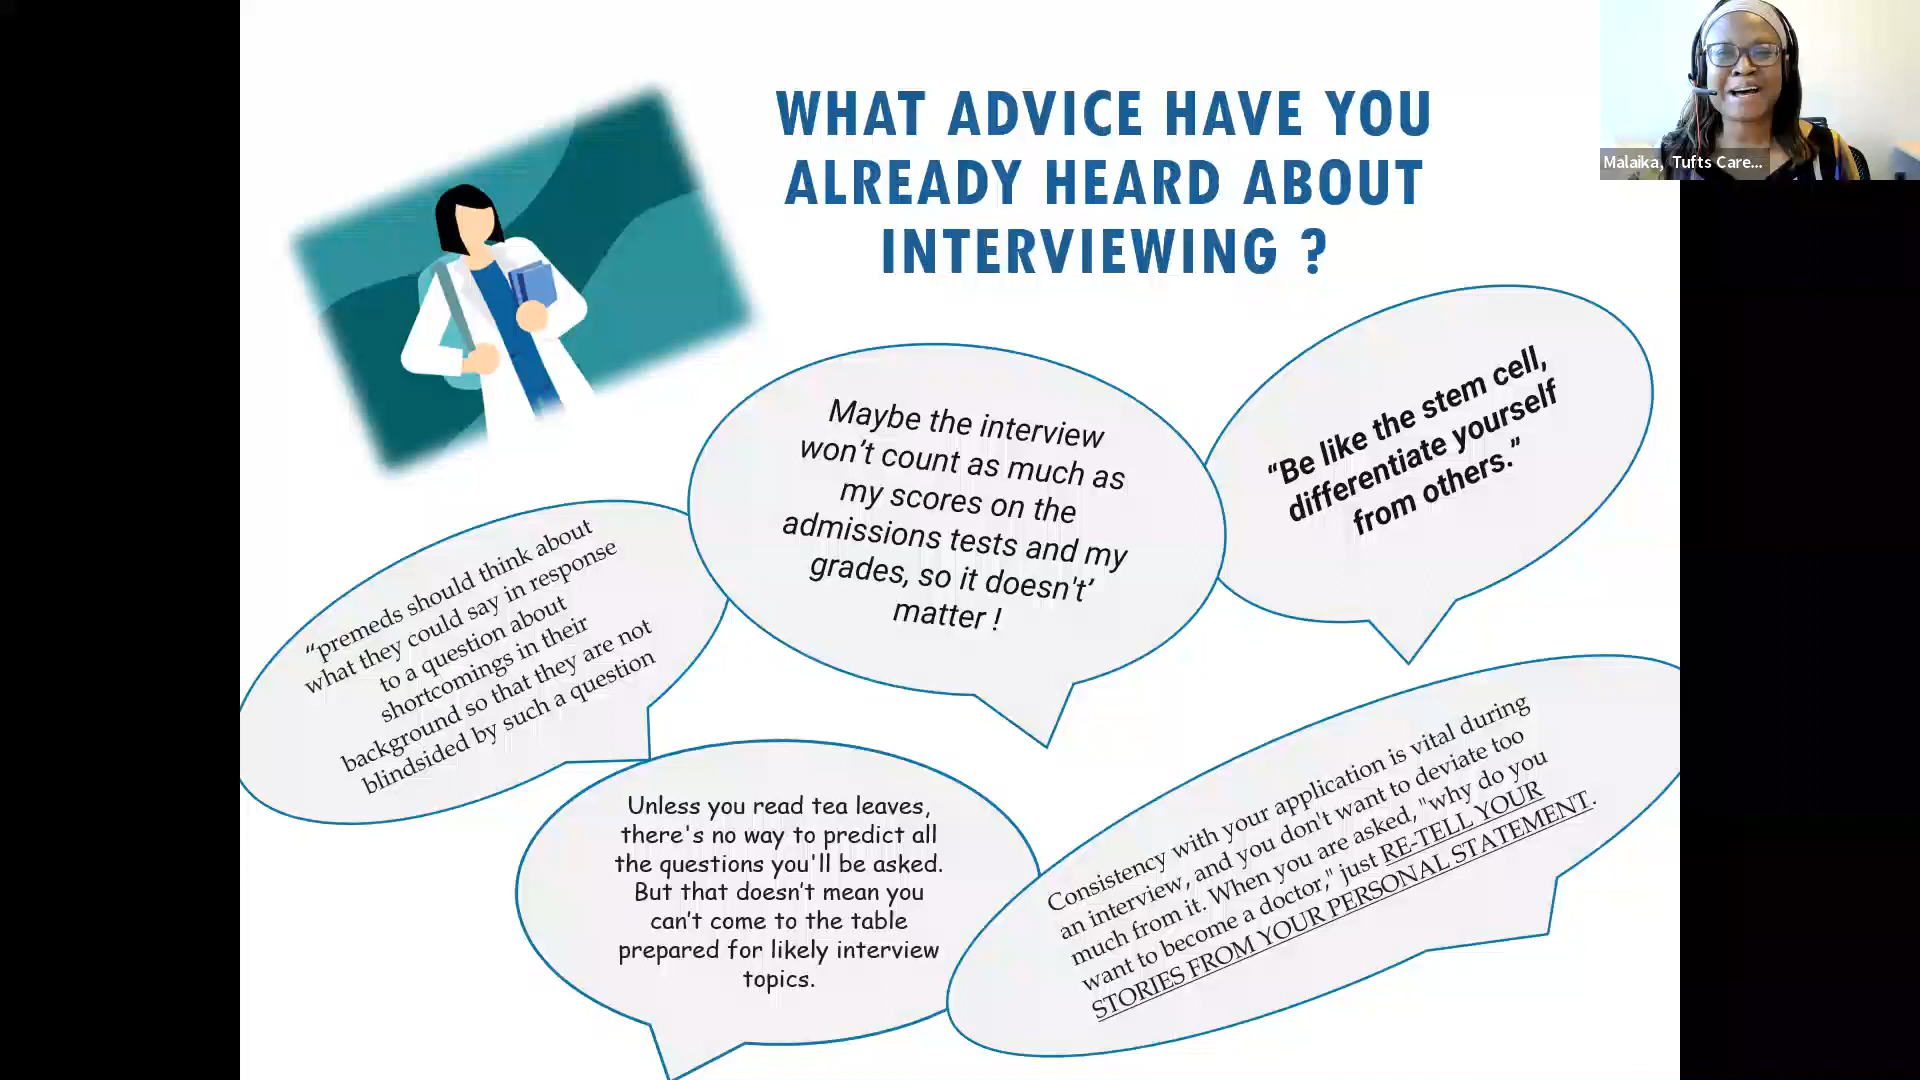 WHAT ADVICE HAVE YOU
ALREADY HEARD ABOUT
INTERVIEWING ?
Malaika, Tufts Care...
“Be like the stem cell,
differentiate yourself
from others.”
Maybe the interview
won’t count as much as
my scores on the
admissions tests and my
grades, so it doesn't’
matter !
“premeds should think about
what they could say in response
to a question about
shortcomings in their
background so that they are not
blindsided by such a question
Unless you read tea leaves,
there's no way to predict all
the questions you'll be asked.
But that doesn’t mean you
can’t come to the table
prepared for likely interview
topics.
Consistency with your application is vital during
an interview, and you don't want to deviate too
much from it. When you are asked, "why do you
want to become a doctor," just RE-TELL YOUR
STORIES FROM YOUR PERSONAL STATEMENT.